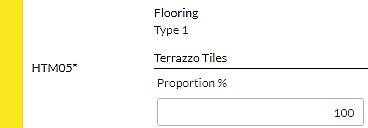 Flooring
Type 1
HTM05*
Terrazzo Tiles
Proportion %
100